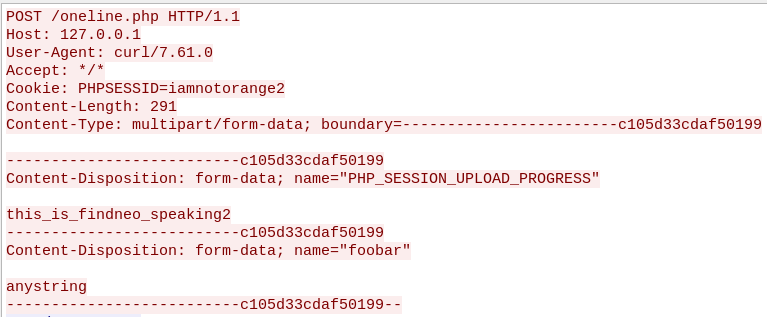 POST /oneline.php HTTP/1.1
Host: 127.0.0.1
User-Agent: curl/7.61.0
Accept: */*
Cookie: PHPSESSID=iamnotorange2
Content-Length: 291
Content-Type: multipart/form-data; boundary=------------------------c105d33cdaf50199
--------------------------c105d33cdaf50199
Content-Disposition: form-data; name="PHP_SESSION_UPLOAD_PROGRESS"
this_is_findneo_speaking2
--------------------------c105d33cdaf50199
Content-Disposition: form-data; name="foobar"
anystring
--------------------------c105d33cdaf50199--